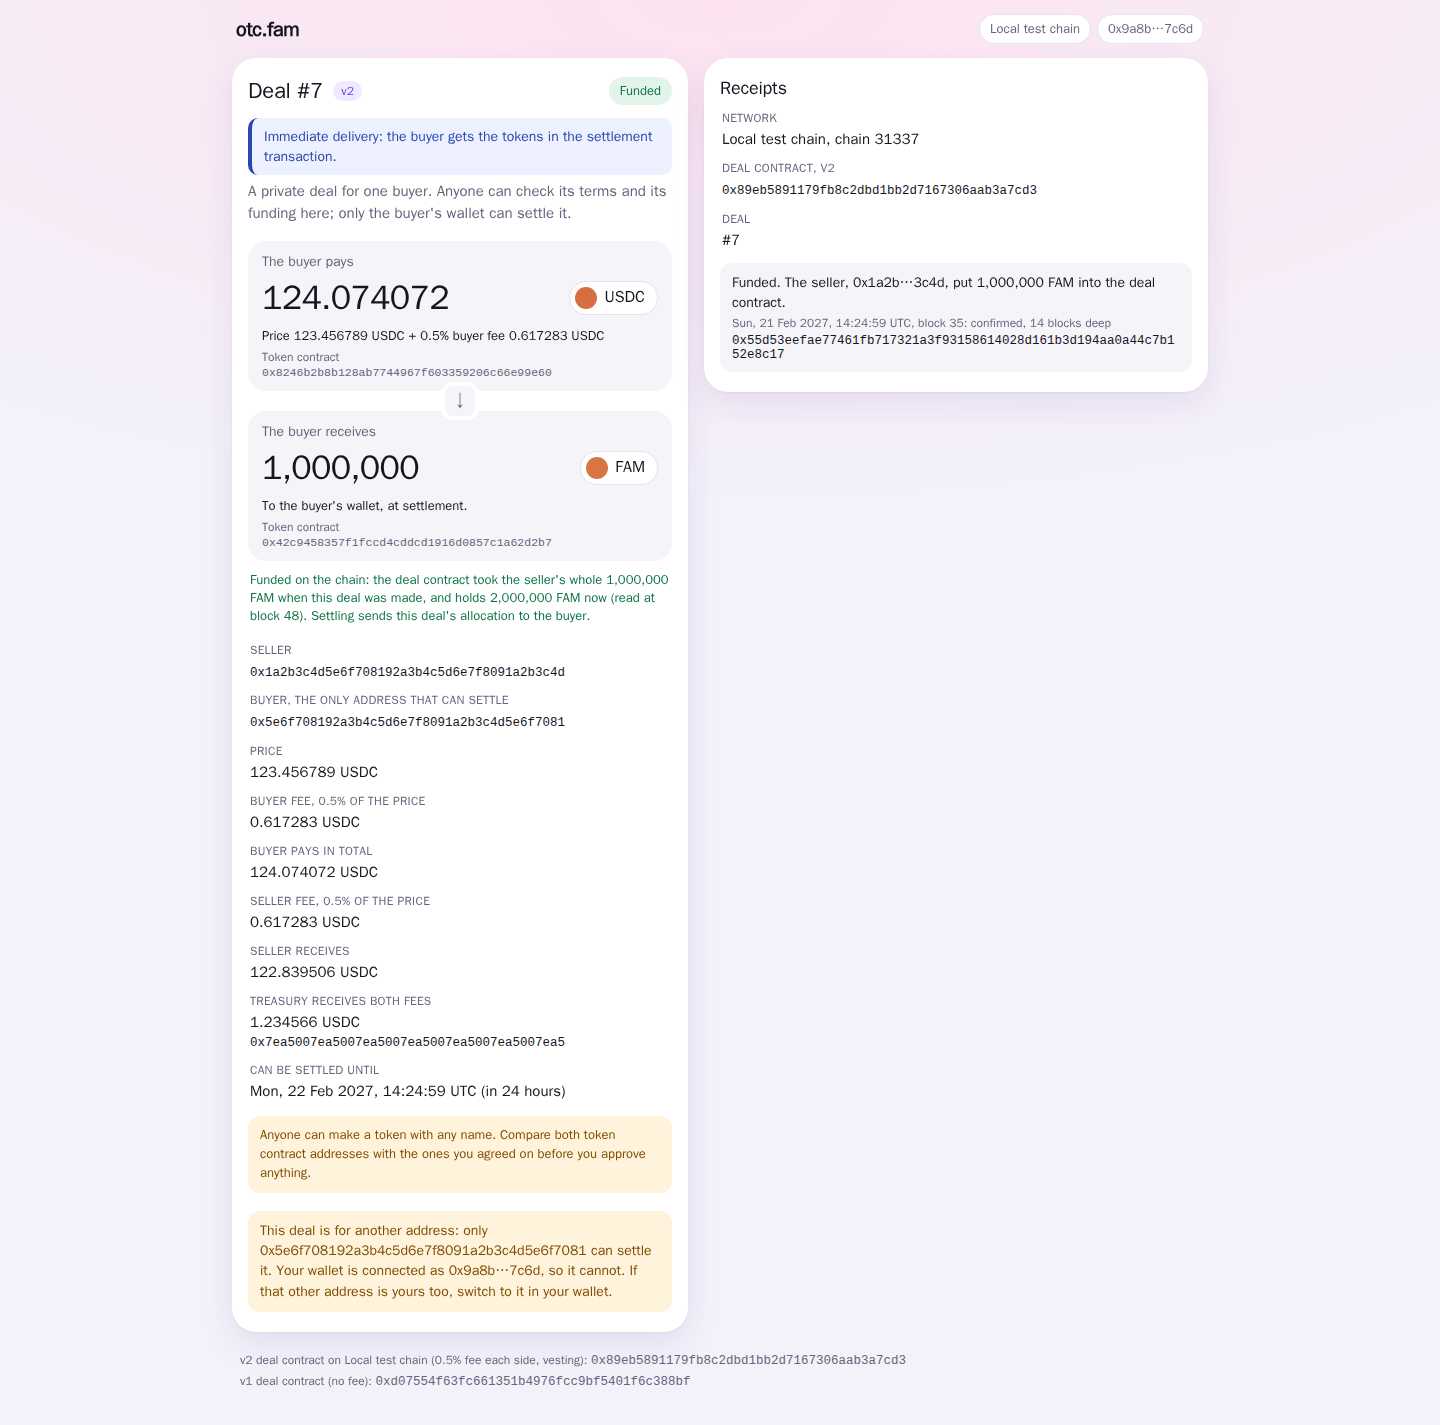 otc.fam
Local test chain
0x9a8b···7c6d
Deal #7
v2
Funded
Immediate delivery: the buyer gets the tokens in the settlement
transaction.
A private deal for one buyer. Anyone can check its terms and its
funding here; only the buyer's wallet can settle it.
The buyer pays
124.074072
USDC
Price 123.456789 USDC + 0.5% buyer fee 0.617283 USDC
Token contract
0x8246b2b8b128ab7744967f603359206c66e99e60
↓
The buyer receives
1,000,000
FAM
To the buyer's wallet, at settlement.
Token contract
0x42c9458357f1fccd4cddcd1916d0857c1a62d2b7
Funded on the chain: the deal contract took the seller's whole 1,000,000
FAM when this deal was made, and holds 2,000,000 FAM now (read at
block 48). Settling sends this deal's allocation to the buyer.
SELLER
0x1a2b3c4d5e6f708192a3b4c5d6e7f8091a2b3c4d
BUYER, THE ONLY ADDRESS THAT CAN SETTLE
0x5e6f708192a3b4c5d6e7f8091a2b3c4d5e6f7081
PRICE
123.456789 USDC
BUYER FEE, 0.5% OF THE PRICE
0.617283 USDC
BUYER PAYS IN TOTAL
124.074072 USDC
SELLER FEE, 0.5% OF THE PRICE
0.617283 USDC
SELLER RECEIVES
122.839506 USDC
TREASURY RECEIVES BOTH FEES
1.234566 USDC
0x7ea5007ea5007ea5007ea5007ea5007ea5007ea5
CAN BE SETTLED UNTIL
Mon, 22 Feb 2027, 14:24:59 UTC (in 24 hours)
Anyone can make a token with any name. Compare both token
contract addresses with the ones you agreed on before you approve
anything.
This deal is for another address: only
0x5e6f708192a3b4c5d6e7f8091a2b3c4d5e6f7081 can settle
it. Your wallet is connected as 0x9a8b···7c6d, so it cannot. If
that other address is yours too, switch to it in your wallet.
Receipts
NETWORK
Local test chain, chain 31337
DEAL CONTRACT, V2
0x89eb5891179fb8c2dbd1bb2d7167306aab3a7cd3
DEAL
#7
Funded. The seller, 0x1a2b···3c4d, put 1,000,000 FAM into the deal
contract.
Sun, 21 Feb 2027, 14:24:59 UTC, block 35: confirmed, 14 blocks deep
0x55d53eefae77461fb717321a3f93158614028d161b3d194aa0a44c7b1
52e8c17
v2 deal contract on Local test chain (0.5% fee each side, vesting): 0x89eb5891179fb8c2dbd1bb2d7167306aab3a7cd3
v1 deal contract (no fee): 0xd07554f63fc661351b4976fcc9bf5401f6c388bf